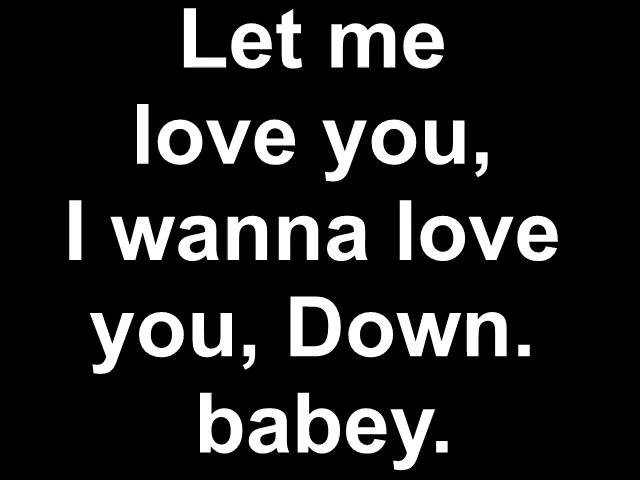 Let me
love you,
I wanna love
you, Down.
babey.